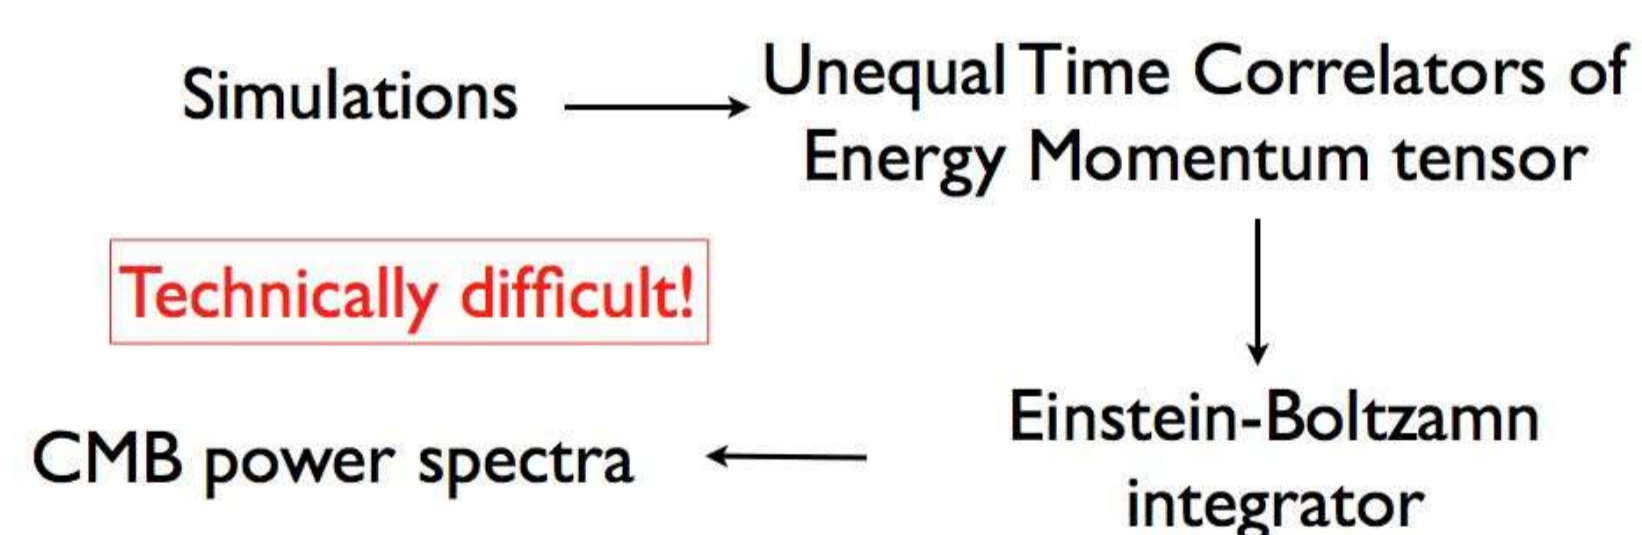 Simulations
Unequal Time Correlators of
Energy Momentum tensor
Technically difficult!
Einstein-Boltzamn
integrator
CMB power spectra